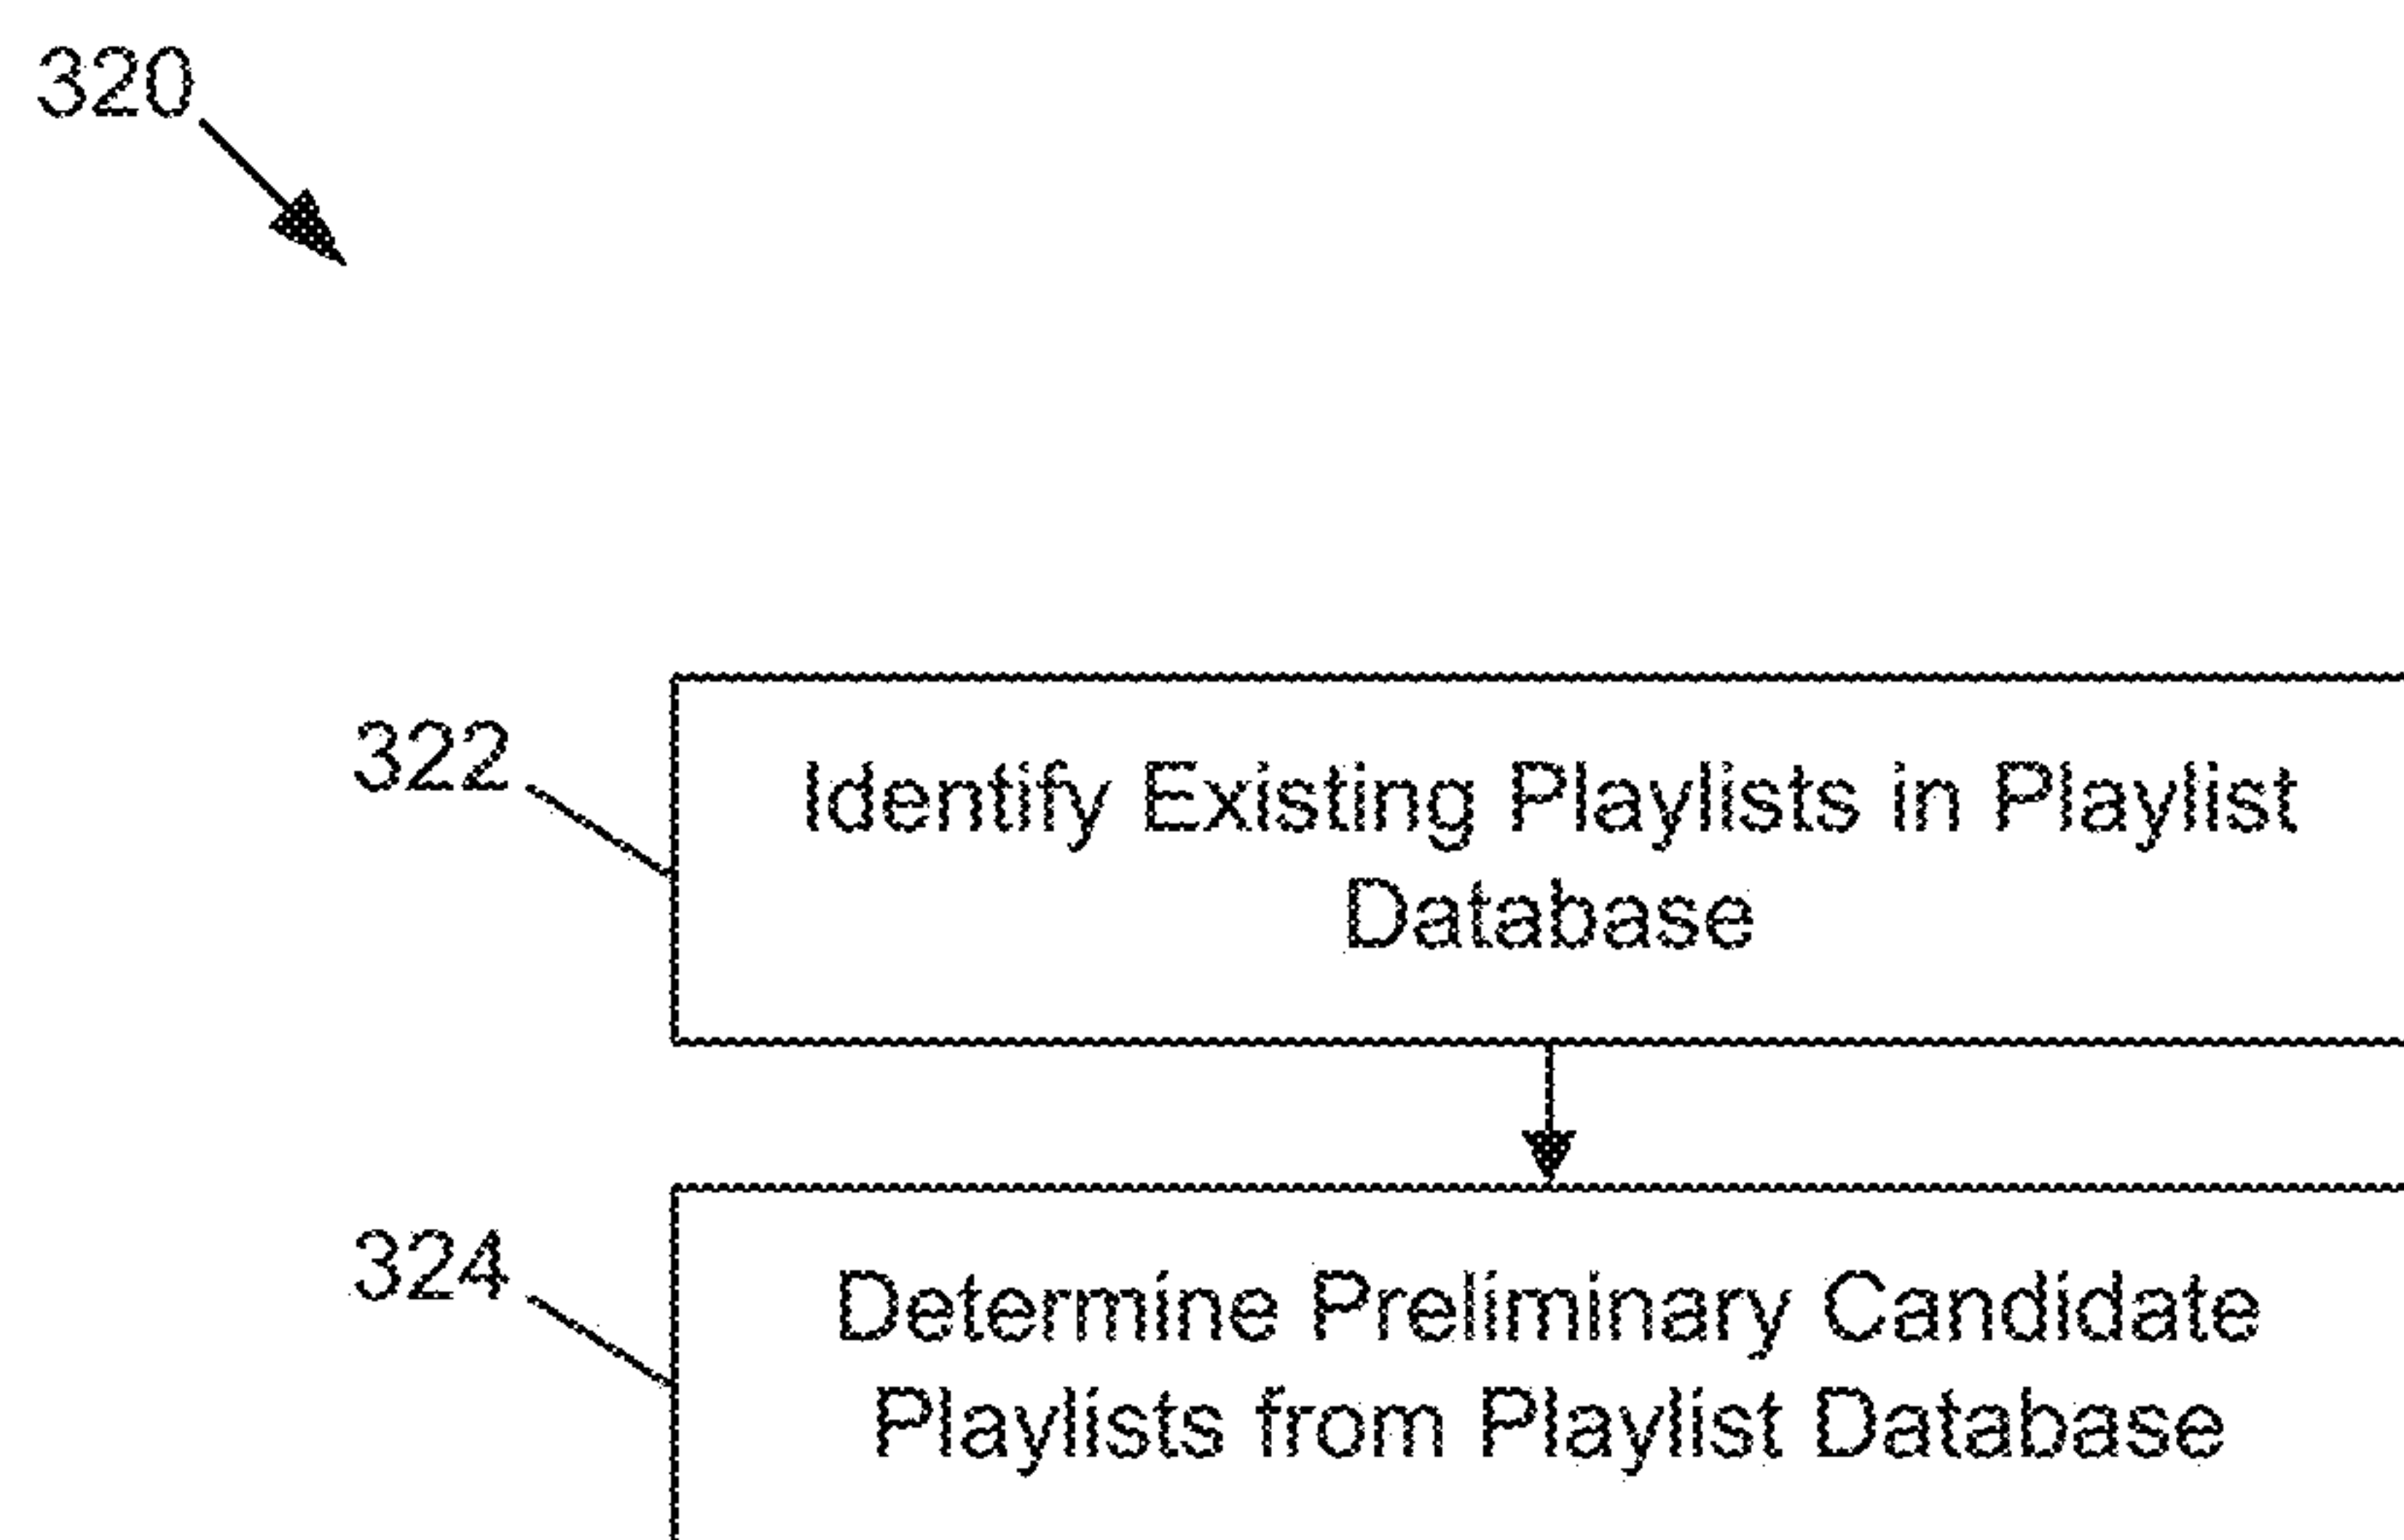 320
322
Identify Existing Playlists in Playlist
Database
324
Determine Preliminary Candidate
Playlists from Playlist Database